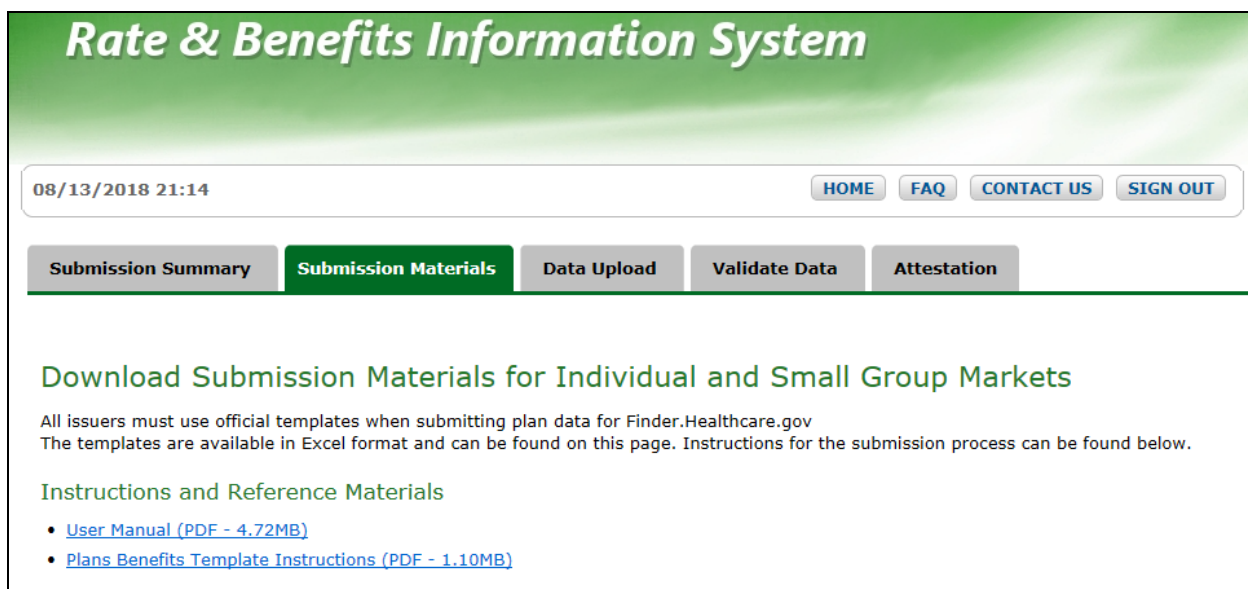 Rate & Benefits Information System
08/13/2018 21:14
HOME FAQ CONTACT US SIGN OUT
Submission Summary Submission Materials Data Upload Validate Data Attestation
Download Submission Materials for Individual and Small Group Markets
All issuers must use official templates when submitting plan data for Finder.Healthcare.gov
The templates are available in Excel format and can be found on this page. Instructions for the submission process can be found below.
Instructions and Reference Materials
• User Manual (PDF - 4.72MB)
• Plans Benefits Template Instructions (PDF - 1.10MB)